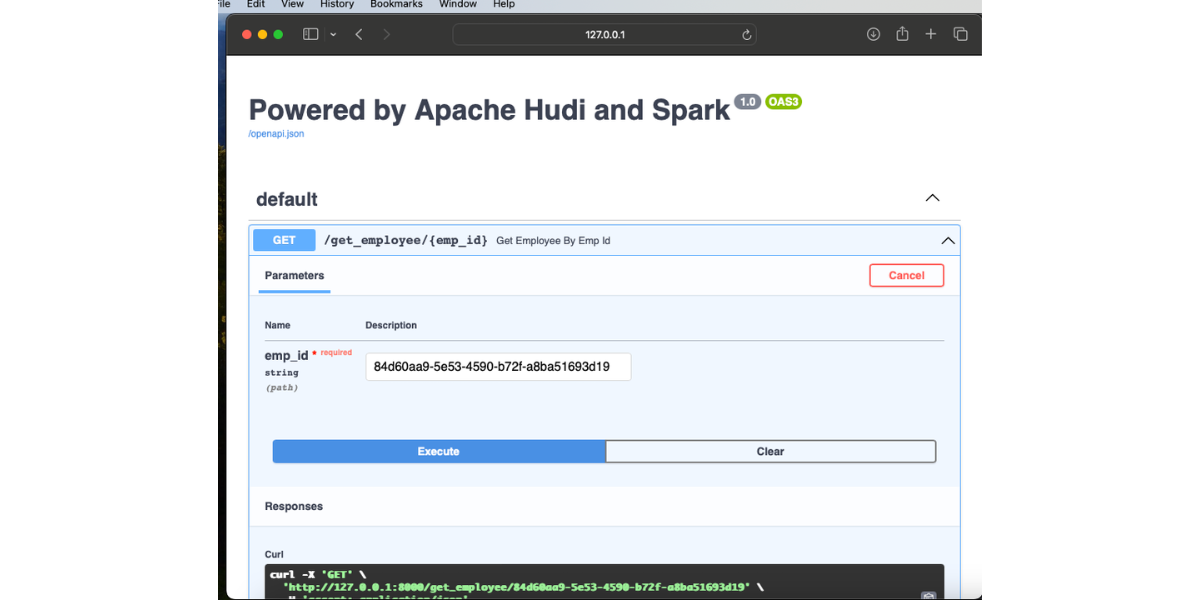 File Edit View History Bookmarks Window Help
127.0.0.1
Powered by Apache Hudi and Spark 1.0 OAS3
/openapi.json
default
GET /get_employee/{emp_id} Get Employee By Emp Id
Parameters
Cancel
Name Description
emp_id * required
84d60aa9-5e53-4590-b72f-a8ba51693d19
string
(path)
Execute Clear
Responses
Curl
curl -X 'GET' \
'http://127.0.0.1:8000/get_employee/84d60aa9-5e53-4590-b72f-a8ba51693d19' \